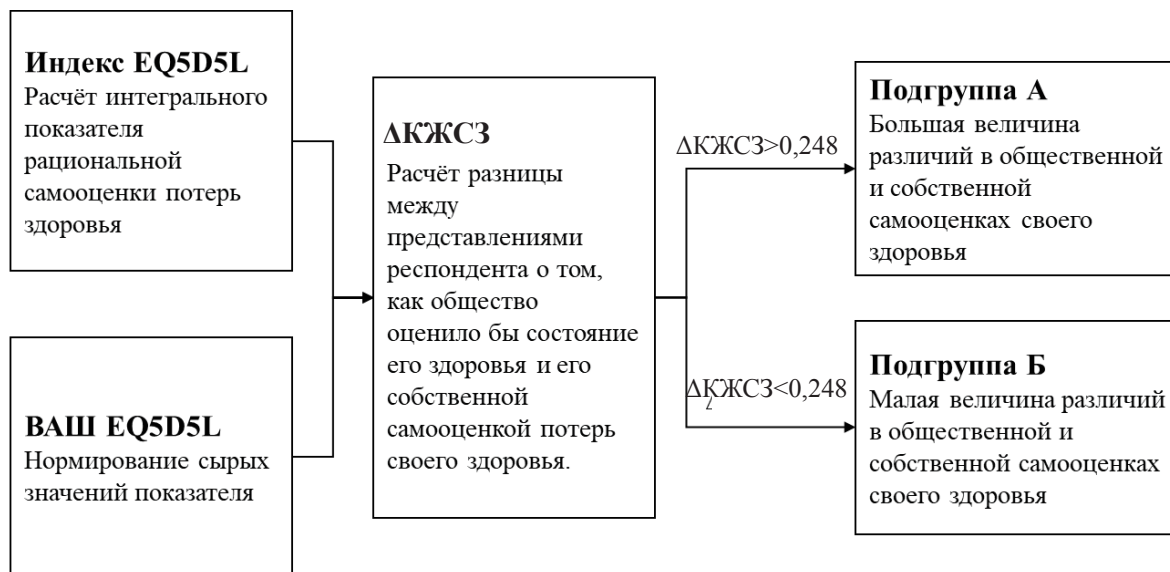 Индекс EQ5D5L
Расчёт интегрального
показателя
рациональной
самооценки потерь
здоровья
ВАШ EQ5D5L
Нормирование сырых
значений показателя
ΔКЖСЗ
Расчёт разницы
между
представлениями
респондента о том,
как общество
оценило бы состояние
его здоровья и его
собственной
самооценкой потерь
своего здоровья.
ΔКЖСЗ>0,248
ΔКЖСЗ<0,248
Подгруппа А
Большая величина
различий в общественной
и собственной
самооценках своего
здоровья
Подгруппа Б
Малая величина различий
в общественной и
собственной самооценках
своего здоровья